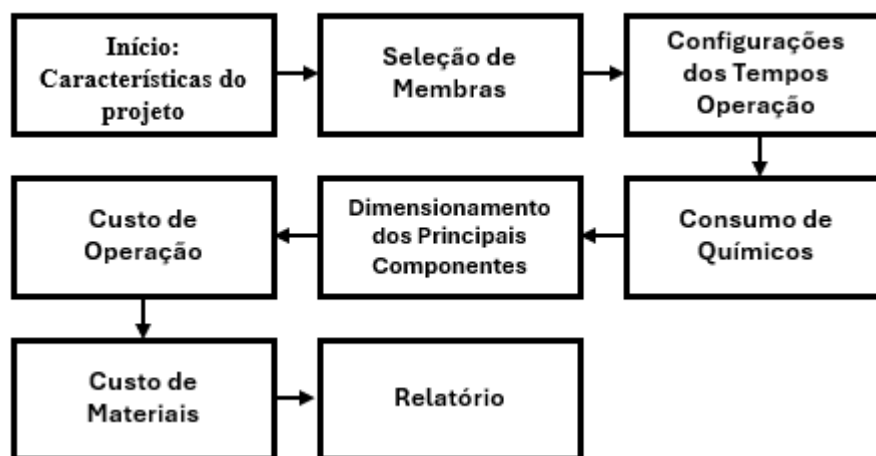 Início:
Características do
projeto
Seleção de
Membras
Configurações
dos Tempos
Operação
Consumo de
Químicos
Dimensionamento
dos Principais
Componentes
Custo de
Operação
Custo de
Materiais
Relatório